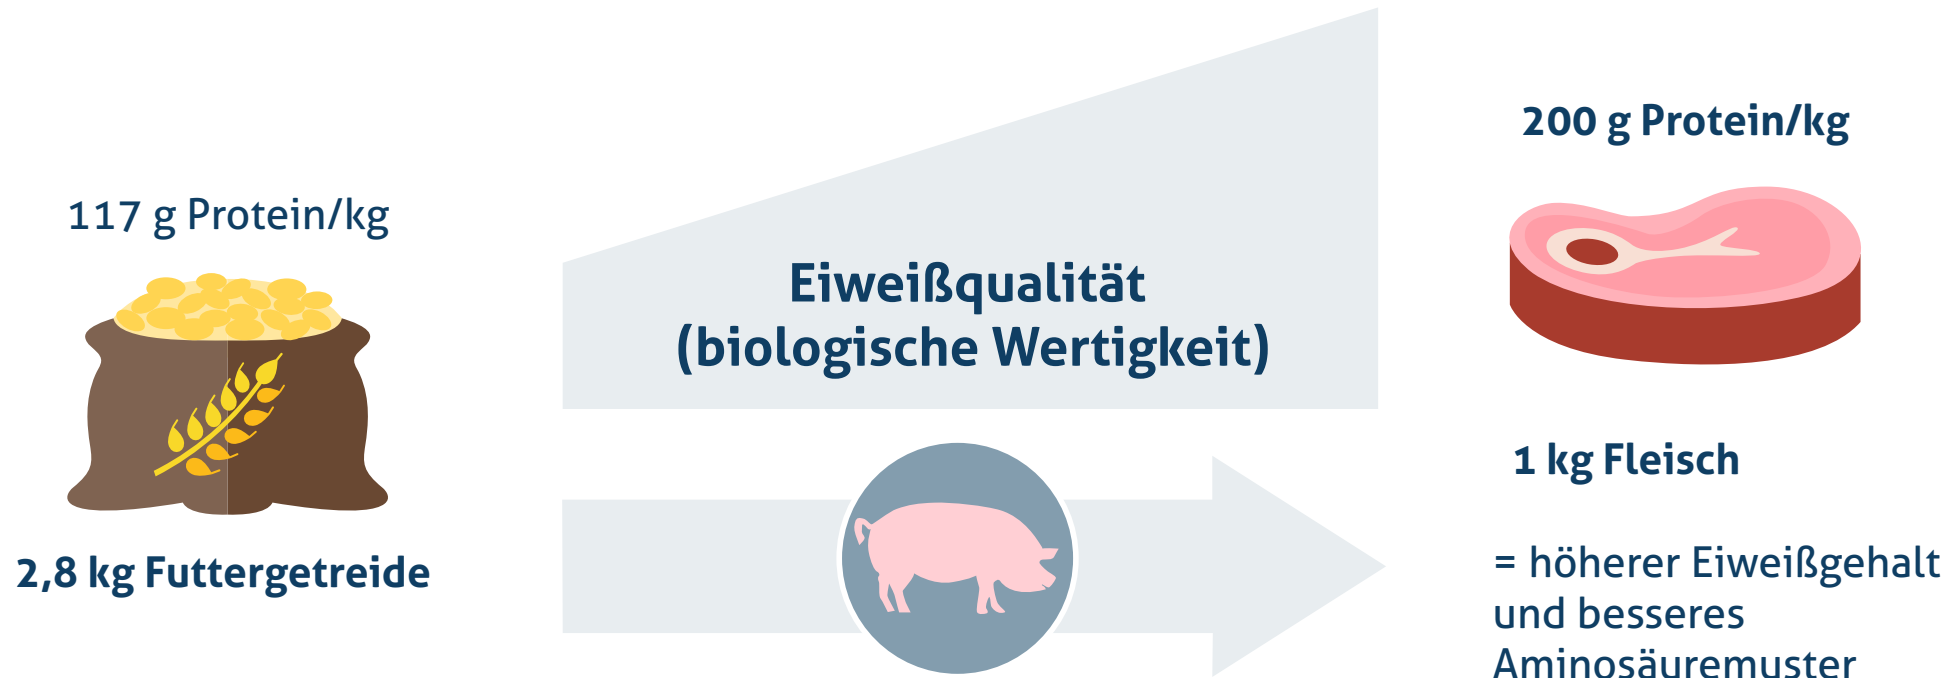 117 g Protein/kg
2,8 kg Futtergetreide
Eiweißqualität
(biologische Wertigkeit)
200 g Protein/kg
1 kg Fleisch
= höherer Eiweißgehalt
und besseres
Aminosäuremuster